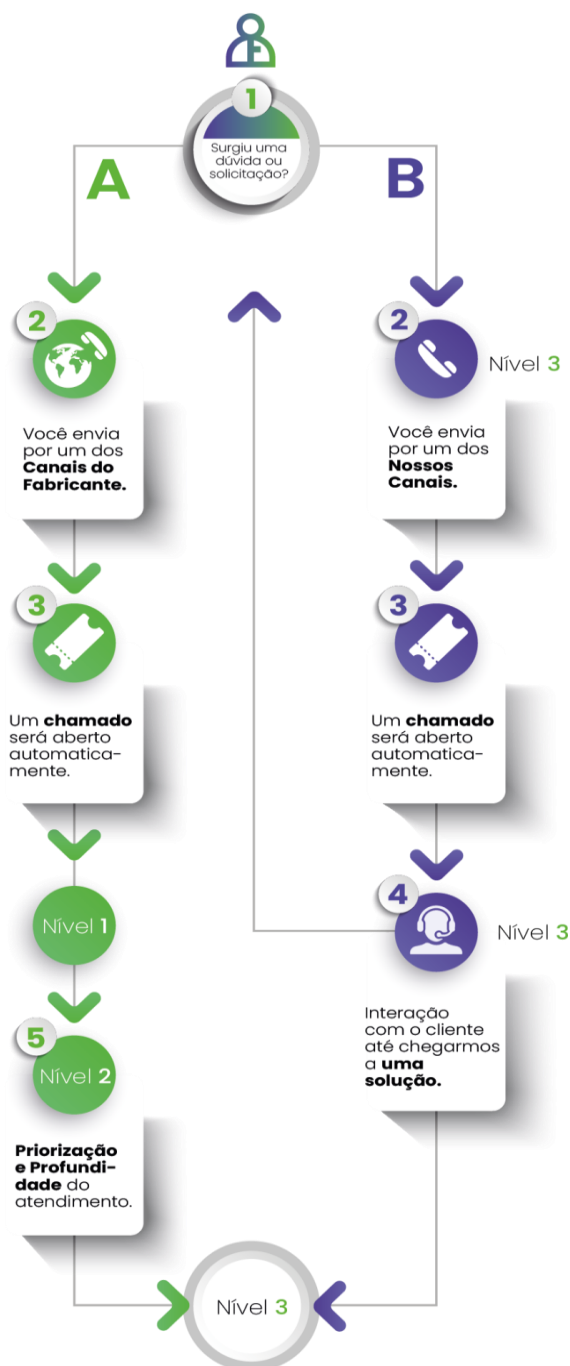 1
Surgiu uma
dúvida ou
solicitação?
A
2
Você envia
por um dos
Canais do
Fabricante.
3
Um chamado
será aberto
automatica-
mente.
Nível 1
5
Nível 2
Priorização
e Profundi-
dade do
atendimento.
B
2
Nível 3
Você envia
por um dos
Nossos
Canais.
3
Um chamado
será aberto
automatica-
mente.
4
Nível 3
Interação
com o cliente
até chegarmos
a uma
solução.
Nível 3